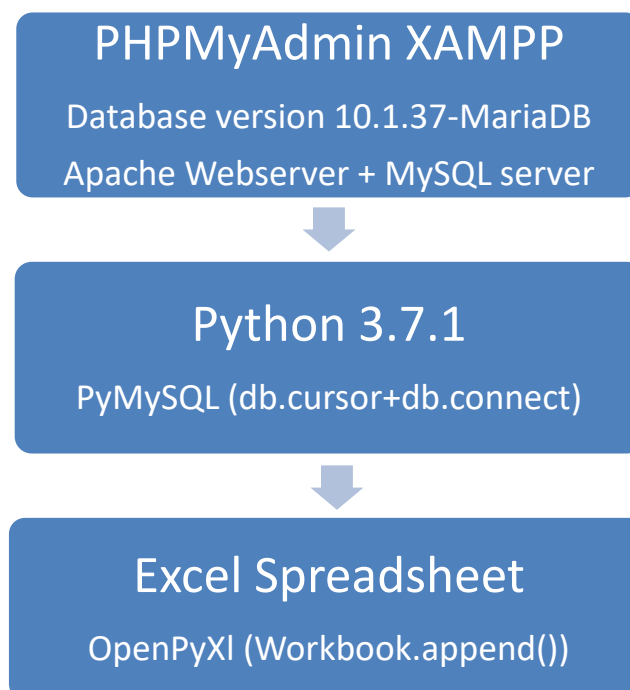 PHPMyAdmin XAMPP
Database version 10.1.37-MariaDB
Apache Webserver + MySQL server
Python 3.7.1
PyMySQL (db.cursor+db.connect)
Excel Spreadsheet
OpenPyXl (Workbook.append())